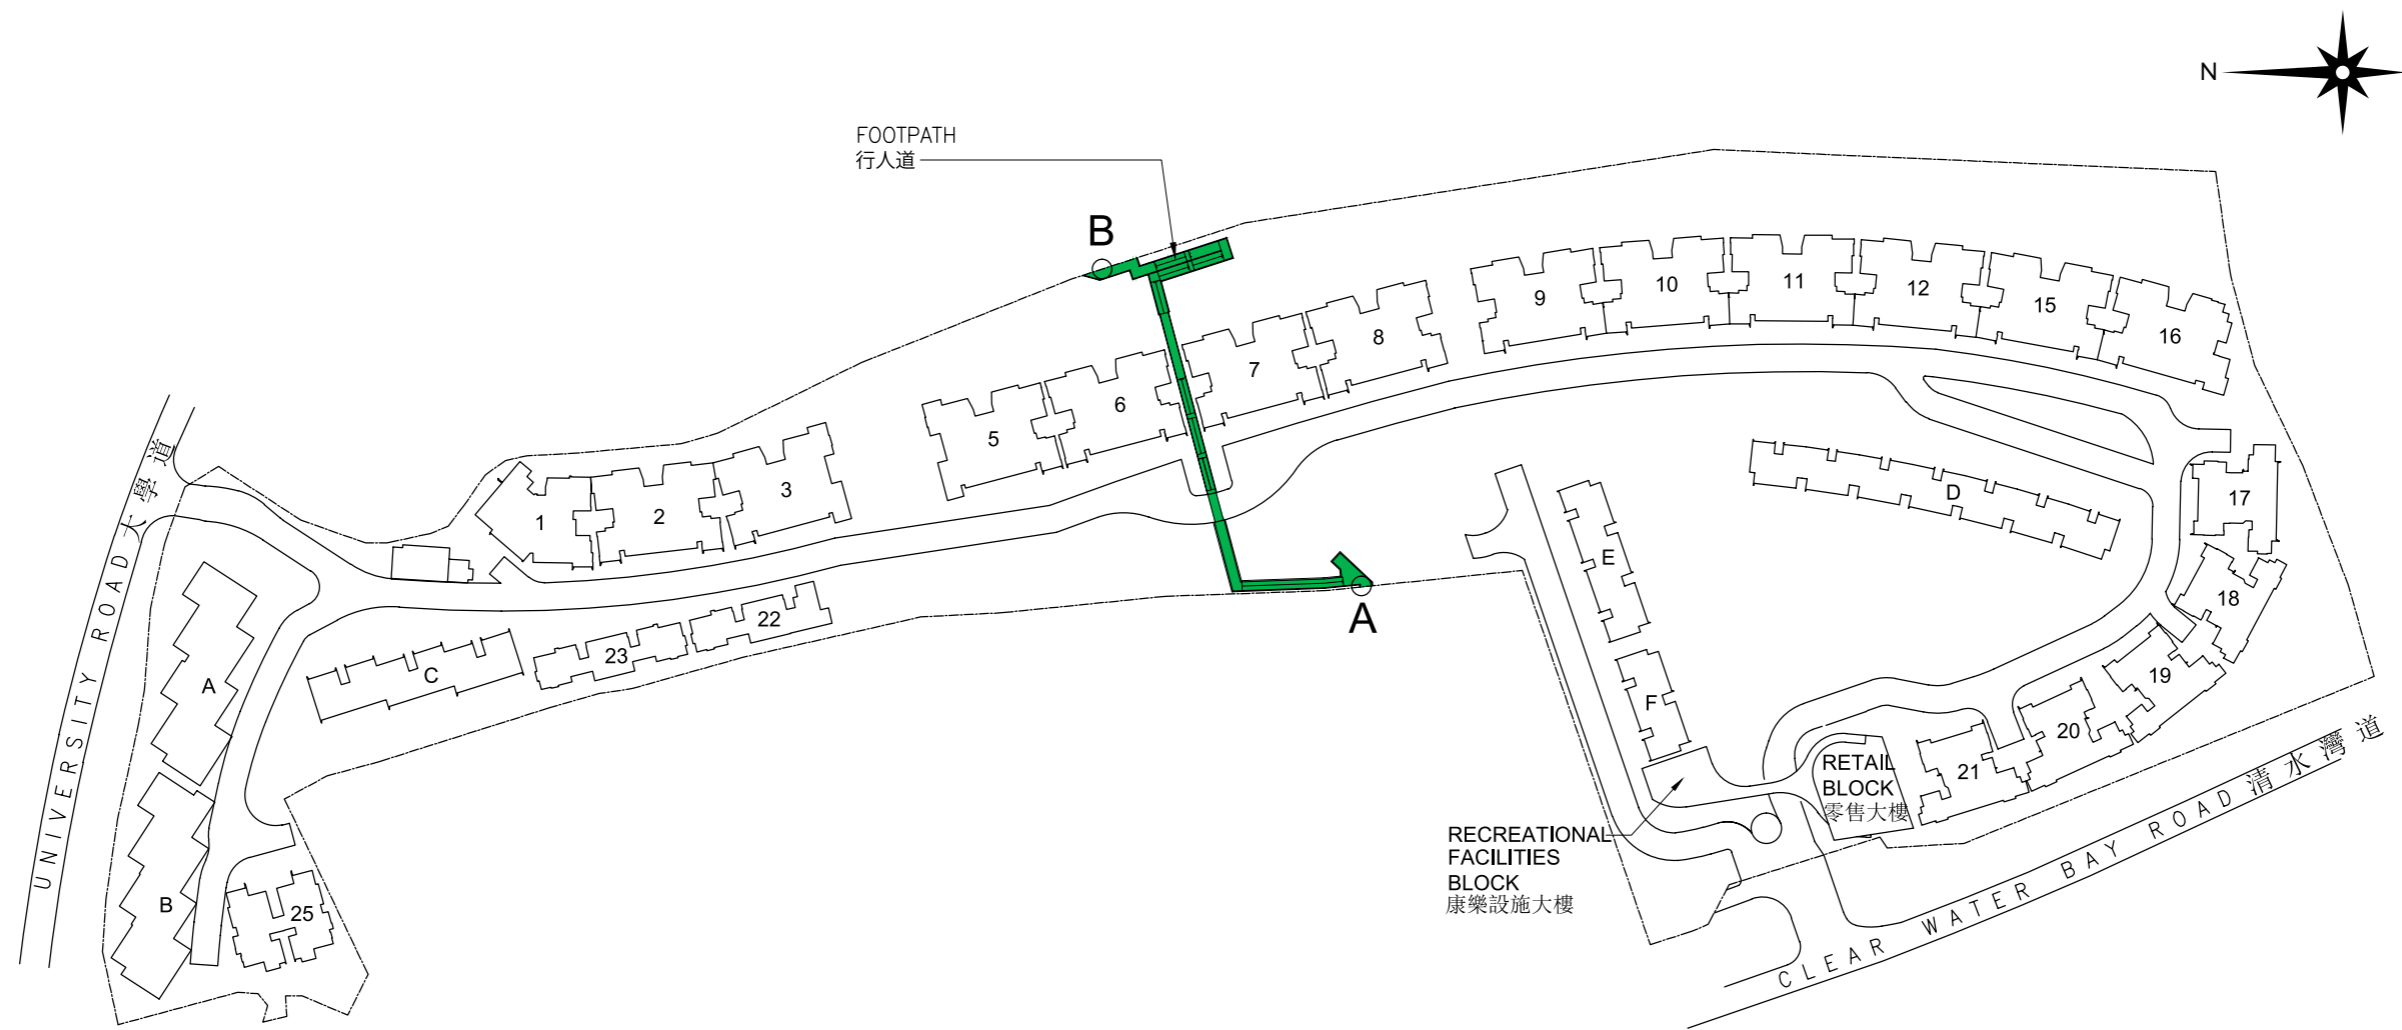 N
FOOTPATH
行人道
B
9
10
11
12
15
16
8
7
6
5
3
2
1
17
D
E
18
A
22
23
C
A
19
F
20
21
RETAIL
BLOCK
零售大樓
RECREATIONAL
FACILITIES
BLOCK
康樂設施大樓
B
25
UNIVERSITY ROAD 大學道
CLEAR WATER BAY ROAD 清水灣道